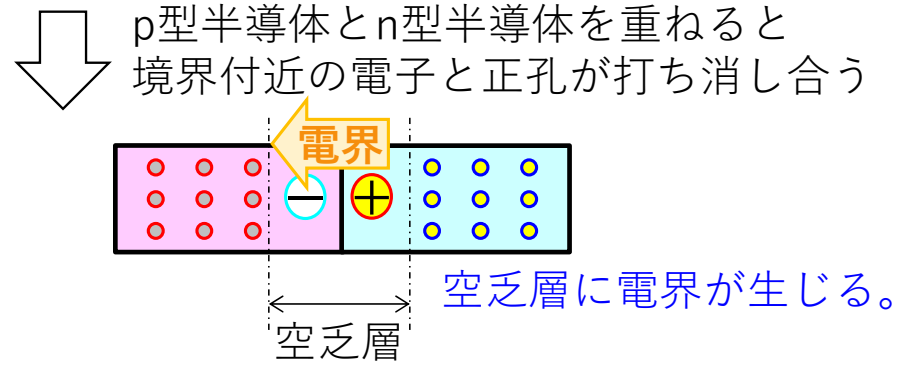 p型半導体とn型半導体を重ねると
境界付近の電子と正孔が打ち消し合う
電界
− +
空乏層に電界が生じる。
空乏層